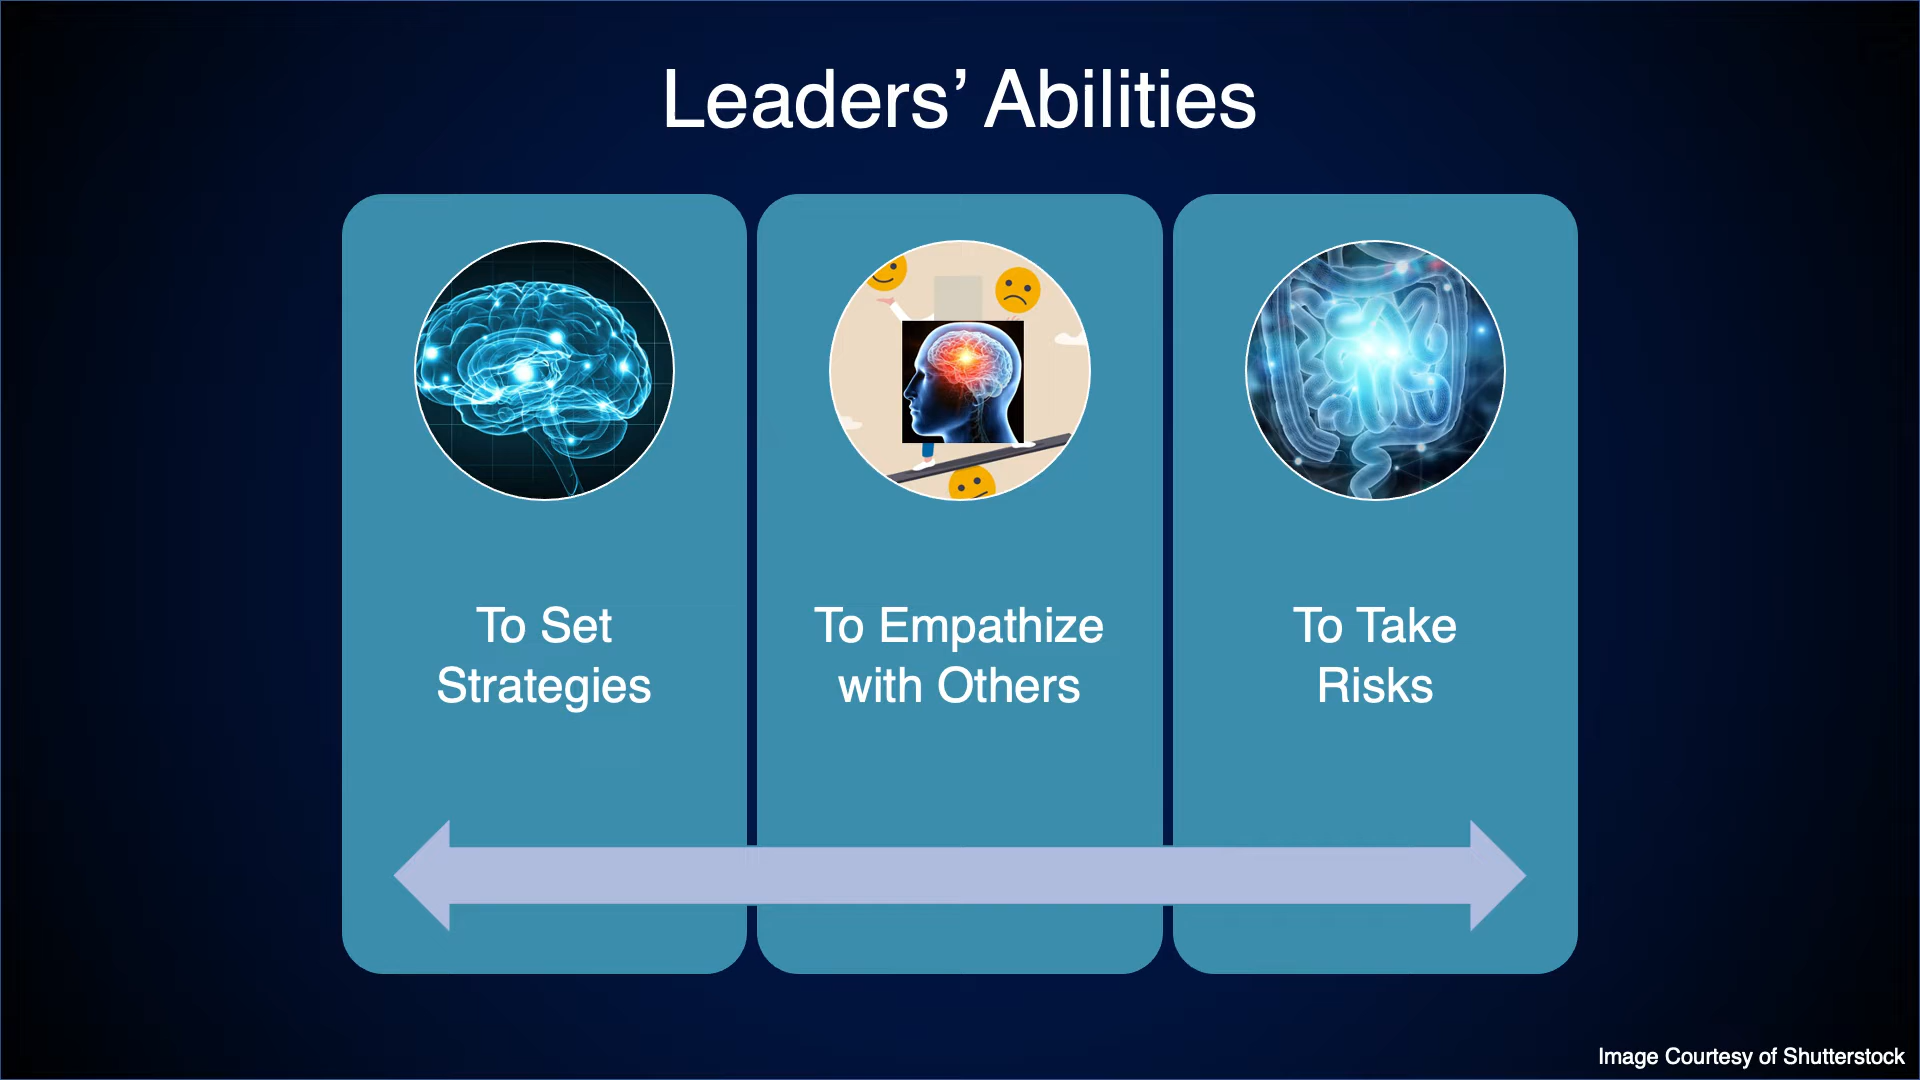 Leaders’ Abilities
To Set
Strategies
To Empathize
with Others
To Take
Risks
Image Courtesy of Shutterstock